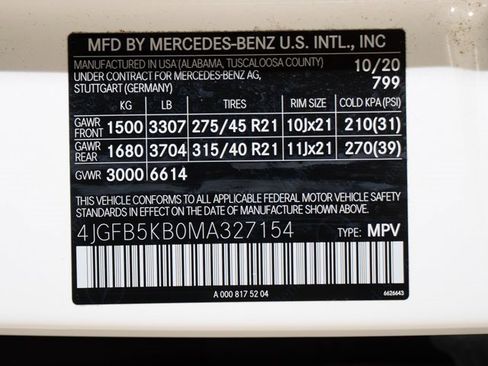 MFD BY MERCEDES-BENZ U.S. INTL., INC
MANUFACTURED IN USA (ALABAMA, TUSCALOOSA COUNTY) 10/20
UNDER CONTRACT FOR MERCEDES-BENZ AG, 799
STUTTGART (GERMANY)
KG LB TIRES RIM SIZE COLD KPA (PSI)
GAWR FRONT 1500 3307 275/45 R21 10Jx21 210(31)
GAWR REAR 1680 3704 315/40 R21 11Jx21 270(39)
GVWR 3000 6614
THIS VEHICLE CONFORMS TO ALL APPLICABLE FEDERAL MOTOR VEHICLE SAFETY
STANDARDS IN EFFECT ON THE DATE OF MANUFACTURE SHOWN ABOVE.
4JGFB5KB0MA327154 TYPE: MPV
A 000 817 52 04 6626643